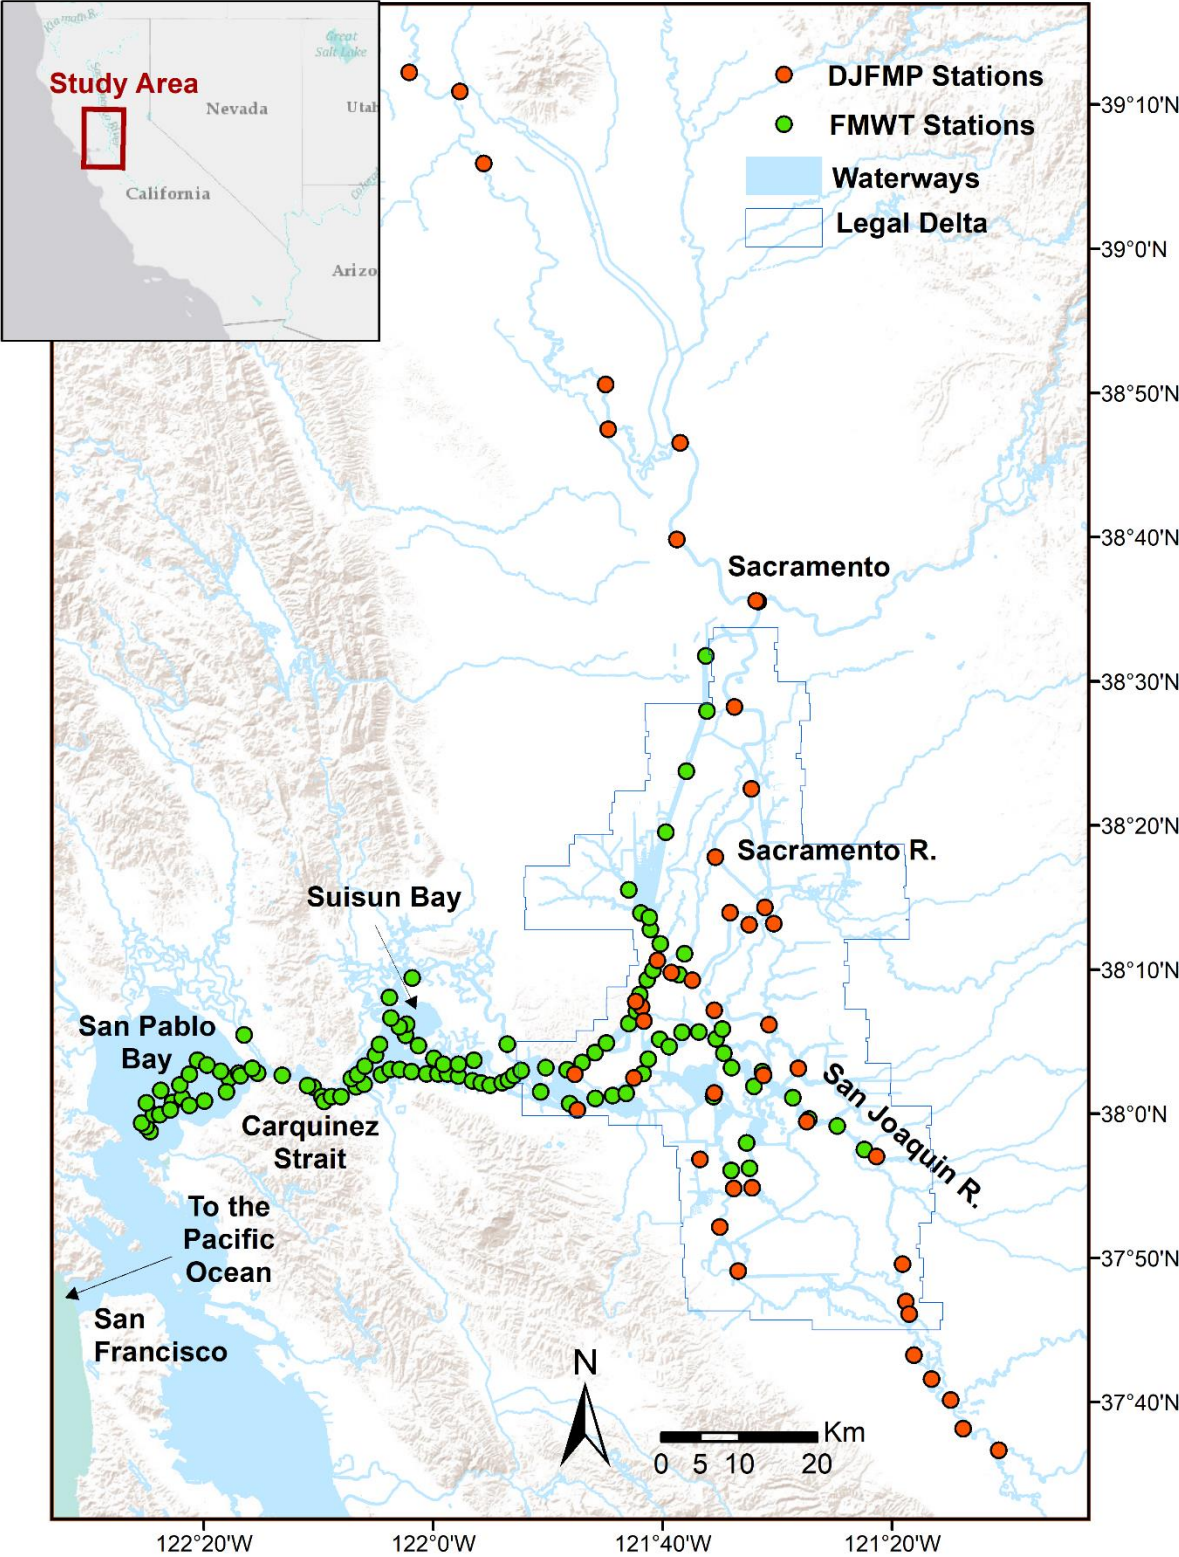 Klamath R.
Great
Salt Lake
Study Area
Nevada
Utah
California
Arizo
DJFMP Stations
FMWT Stations
Waterways
Legal Delta
39°10'N
39°0'N
38°50'N
38°40'N
38°30'N
38°20'N
38°10'N
38°0'N
37°50'N
37°40'N
Sacramento
Sacramento R.
Suisun Bay
San Pablo
Bay
Carquinez
Strait
San Joaquin R.
To the
Pacific
Ocean
San
Francisco
N
Km
0 5 10 20
122°20'W
122°0'W
121°40'W
121°20'W